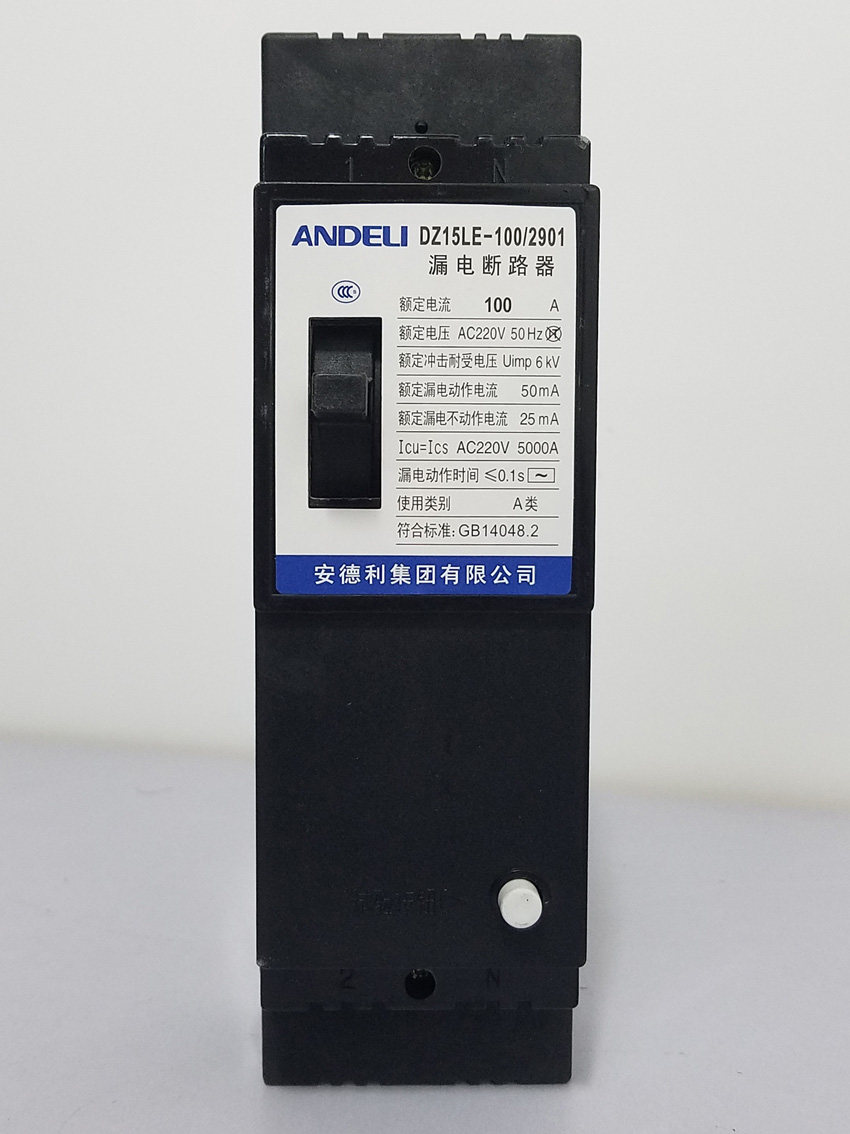 1 N
ANDELI DZ15LE-100/2901
漏电断路器
CCC S
额定电流 100 A
额定电压 AC220V 50Hz
额定冲击耐受电压 Uimp 6kV
额定漏电动作电流 50mA
额定漏电不动作电流 25mA
Icu=Ics AC220V 5000A
漏电动作时间 ≤0.1s ~
使用类别 A类
符合标准: GB14048.2
安德利集团有限公司
2 N